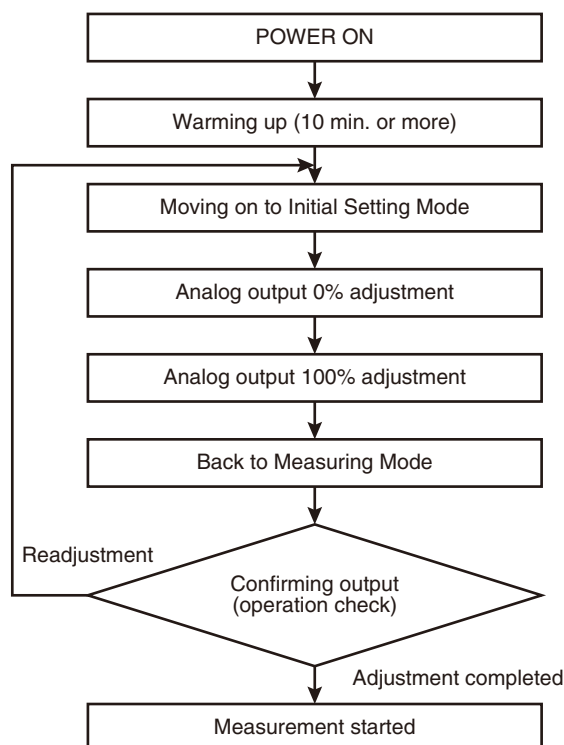 POWER ON
Warming up (10 min. or more)
Moving on to Initial Setting Mode
Analog output 0% adjustment
Analog output 100% adjustment
Back to Measuring Mode
Readjustment
Confirming output
(operation check)
Adjustment completed
Measurement started